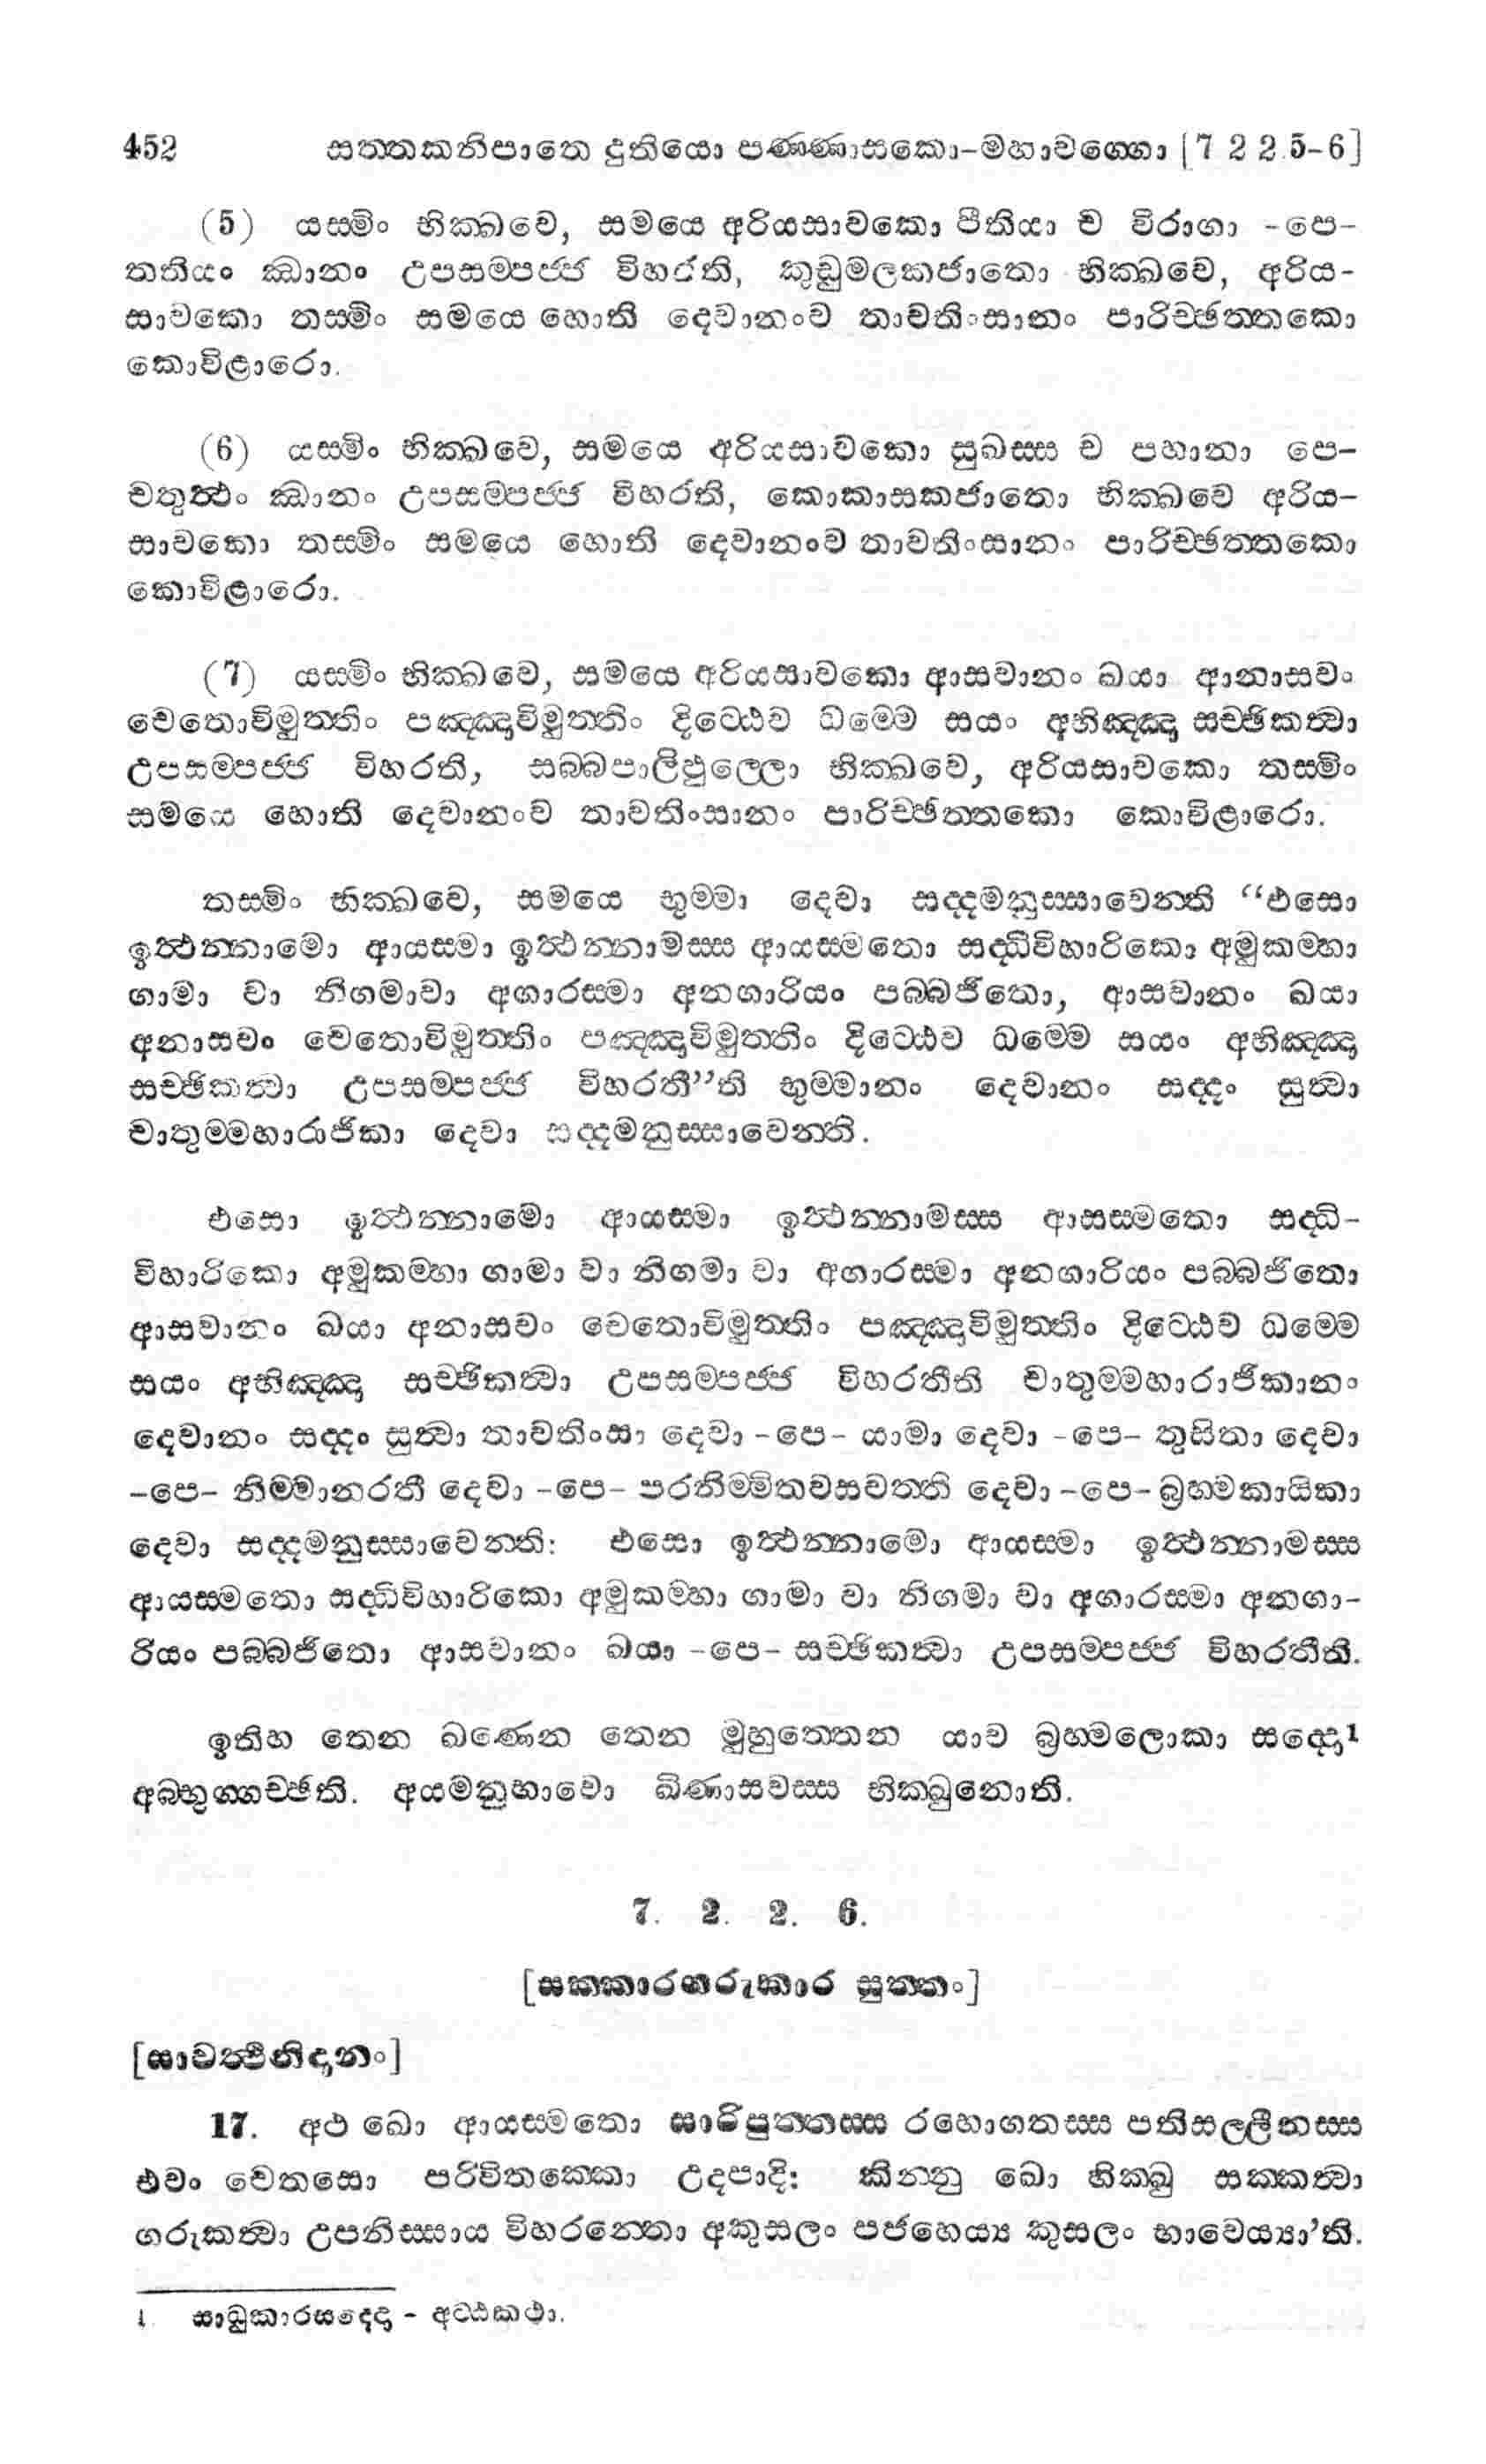 452 සත්තකනිපාතෙ දුතියො පණ්ණාසකො-මහාවග්ගො [7 2 2.5-6]
(5) යස්මිං භික්ඛවෙ, සමයෙ අරියසාවකො පීතියා ච විරාගා -පෙ-
තතියං ඣානං උපසම්පජ්ජ විහරති, කුඩුමලකජාතො භික්ඛවෙ, අරිය-
සාවකො තස්මිං සමයෙ හොති දෙවානංව තාවතිංසානං පාරිච්ඡත්තකො
කොවිළාරො.
(6) යස්මිං භික්ඛවෙ, සමයෙ අරියසාවකො සුඛස්ස ච පහානා පෙ-
චතුත්ථං ඣානං උපසම්පජ්ජ විහරති, කොකාසකජාතො භික්ඛවෙ අරිය-
සාවකො තස්මිං සමයෙ හොති දෙවානංව තාවතිංසානං පාරිච්ඡත්තකො
කොවිළාරො.
(7) යස්මිං භික්ඛවෙ, සමයෙ අරියසාවකො ආසවානං ඛයා ආනාසවං
චෙතොවිමුත්තිං පඤ්ඤාවිමුත්තිං දිට්ඨෙව ධම්මෙ සයං අභිඤ්ඤා සච්ඡිකත්වා
උපසම්පජ්ජ විහරති, සබ්බපාලිඵුල්ලො භික්ඛවෙ, අරියසාවකො තස්මිං
සමයෙ හොති දෙවානංව තාවතිංසානං පාරිච්ඡත්තකො කොවිළාරො.
තස්මිං භික්ඛවෙ, සමයෙ භුම්මා දෙවා සද්දමනුස්සාවෙන්ති “එසො
ඉත්ථන්නාමො ආයස්මා ඉත්ථන්නාමස්ස ආයස්මතො සද්ධිවිහාරිකො අමුකම්හා
ගාමා වා නිගමාවා අගාරස්මා අනගාරියං පබ්බජිතො, ආසවානං ඛයා
අනාසවං චෙතොවිමුත්තිං පඤ්ඤාවිමුත්තිං දිට්ඨෙව ධම්මෙ සයං අභිඤ්ඤා
සච්ඡිකත්වා උපසම්පජ්ජ විහරතී”ති භුම්මානං දෙවානං සද්දං සුත්වා
චාතුම්මහාරාජිකා දෙවා සද්දමනුස්සාවෙන්ති.
එසො ඉත්ථන්නාමො ආයස්මා ඉත්ථන්නාමස්ස ආසස්මතො සද්ධි-
විහාරිකො අමුකම්හා ගාමා වා නිගමා වා අගාරස්මා අනගාරියං පබ්බජිතො
ආසවානං ඛයා අනාසවං චෙතොවිමුත්තිං පඤ්ඤාවිමුත්තිං දිට්ඨෙව ධම්මෙ
සයං අභිඤ්ඤා සච්ඡිකත්වා උපසම්පජ්ජ විහරතීති චාතුම්මහාරාජිකානං
දෙවානං සද්දං සුත්වා තාවතිංසා දෙවා -පෙ- යාමා දෙවා -පෙ- තුසිතා දෙවා
-පෙ- නිම්මානරතී දෙවා -පෙ- පරනිම්මිතවසවත්ති දෙවා -පෙ- බ්‍රහ්මකායිකා
දෙවා සද්දමනුස්සාවෙන්ති: එසො ඉත්ථන්නාමො ආයස්මා ඉත්ථන්නාමස්ස
ආයස්මතො සද්ධිවිහාරිකො අමුකම්හා ගාමා වා නිගමා වා අගාරස්මා අනගා-
රියං පබ්බජිතො ආසවානං ඛයා -පෙ- සච්ඡිකත්වා උපසම්පජ්ජ විහරතීති.
ඉතිහ තෙන ඛණෙන තෙන මුහුත්තෙන යාව බ්‍රහ්මලොකා සද්දො1
අබ්භුග්ගච්ඡති. අයමනුභාවො ඛිණාසවස්ස භික්ඛුනොති.
7. 2. 2. 6.
[සක්කාරගරුකාර සුත්තං]
[සාවත්ථිනිදානං]
17. අථ ඛො ආයස්මතො සාරිපුත්තස්ස රහොගතස්ස පතිසල්ලීනස්ස
එවං චෙතසො පරිවිතක්කො උදපාදි: කින්නු ඛො භික්ඛු සක්කත්වා
ගරුකත්වා උපනිස්සාය විහරන්තො අකුසලං පජහෙය්‍ය කුසලං භාවෙය්‍යා’ති.
1. සාධුකාරසද්දො - අට්ඨකථා.